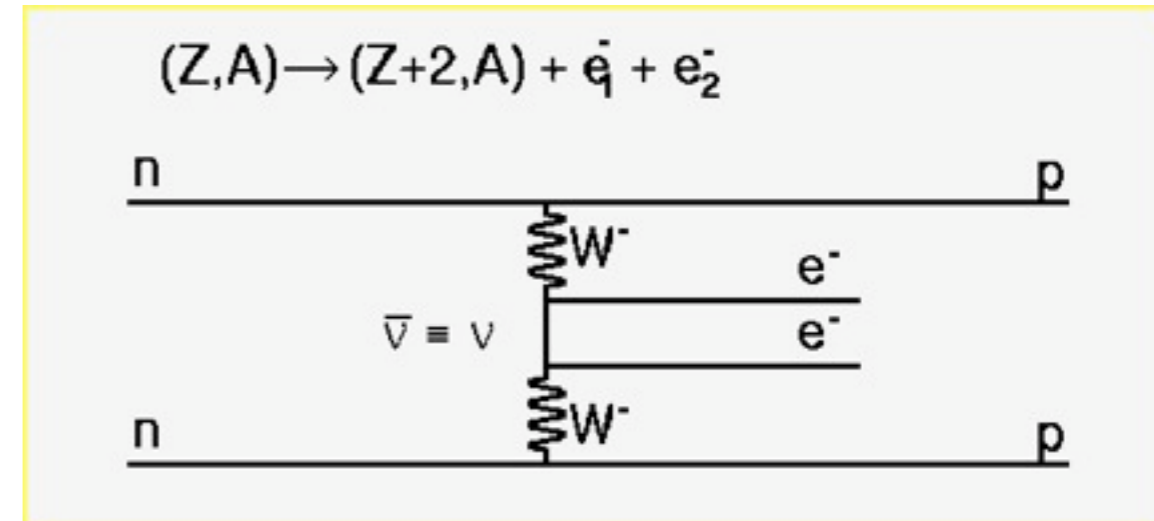 (Z,A)→(Z+2,A) + e₁⁻ + e₂⁻
n p
W⁻
e⁻
ν̅ ≡ ν e⁻
W⁻
n p